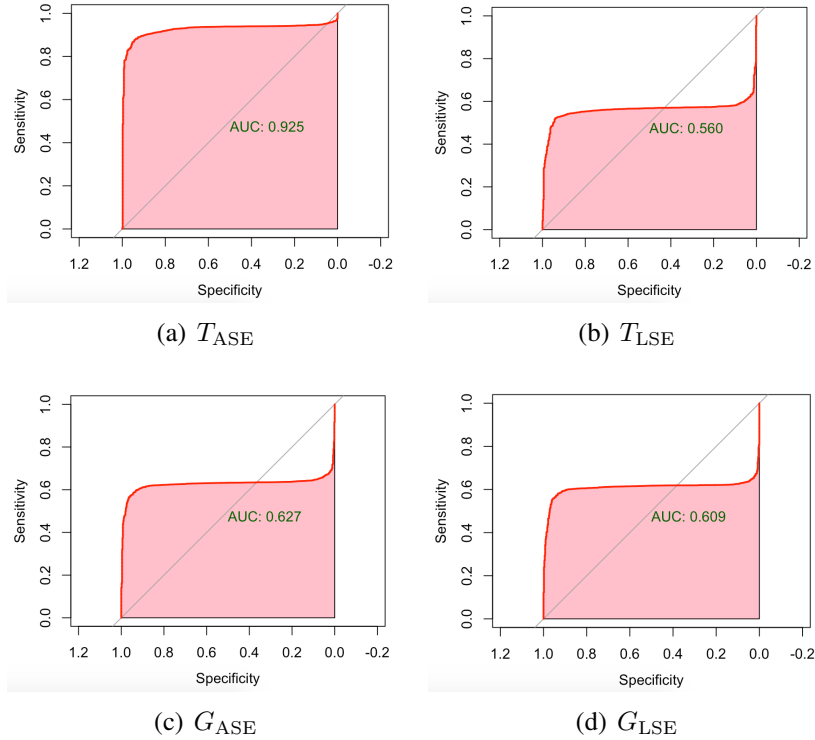 1.0
0.8
0.6
0.4
0.2
0.0
Sensitivity
AUC: 0.925
1.2 1.0 0.8 0.6 0.4 0.2 0.0 -0.2
Specificity
(a) T_ASE
1.0
0.8
0.6
0.4
0.2
0.0
Sensitivity
AUC: 0.560
1.2 1.0 0.8 0.6 0.4 0.2 0.0 -0.2
Specificity
(b) T_LSE
1.0
0.8
0.6
0.4
0.2
0.0
Sensitivity
AUC: 0.627
1.2 1.0 0.8 0.6 0.4 0.2 0.0 -0.2
Specificity
(c) G_ASE
1.0
0.8
0.6
0.4
0.2
0.0
Sensitivity
AUC: 0.609
1.2 1.0 0.8 0.6 0.4 0.2 0.0 -0.2
Specificity
(d) G_LSE